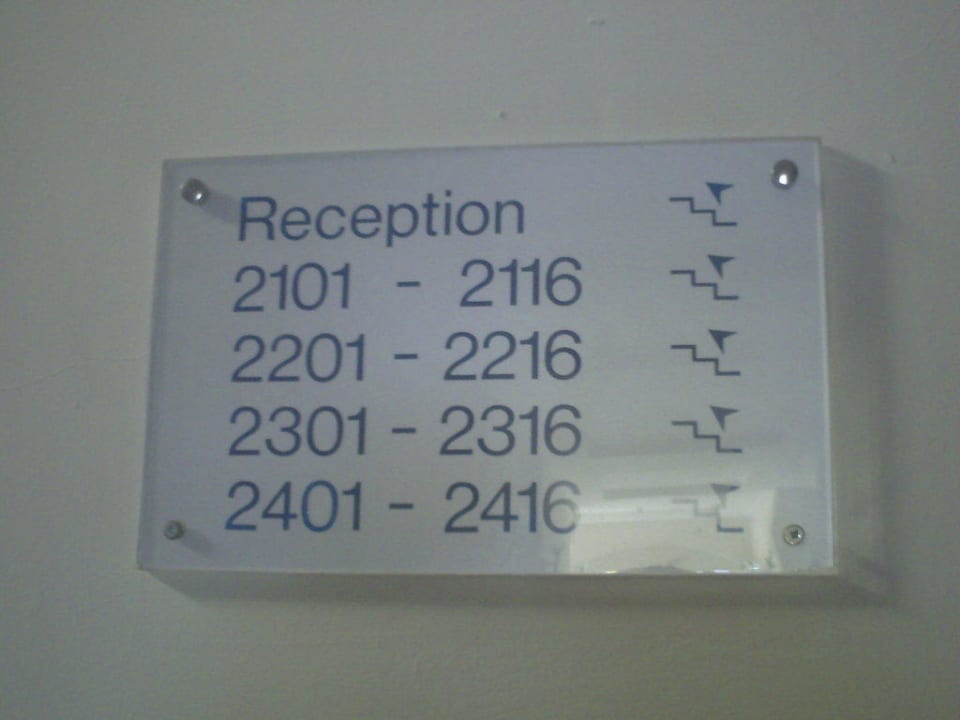 Reception
2101 - 2116
2201 - 2216
2301 - 2316
2401 - 2416